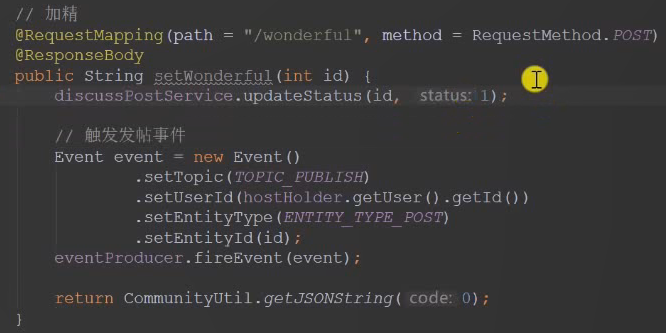 // 加精
@RequestMapping(path = "/wonderful", method = RequestMethod.POST)
@ResponseBody
public String setWonderful(int id) {
    discussPostService.updateStatus(id, status: 1);

    // 触发发帖事件
    Event event = new Event()
            .setTopic(TOPIC_PUBLISH)
            .setUserId(hostHolder.getUser().getId())
            .setEntityType(ENTITY_TYPE_POST)
            .setEntityId(id);
    eventProducer.fireEvent(event);

    return CommunityUtil.getJSONString( code: 0);
}